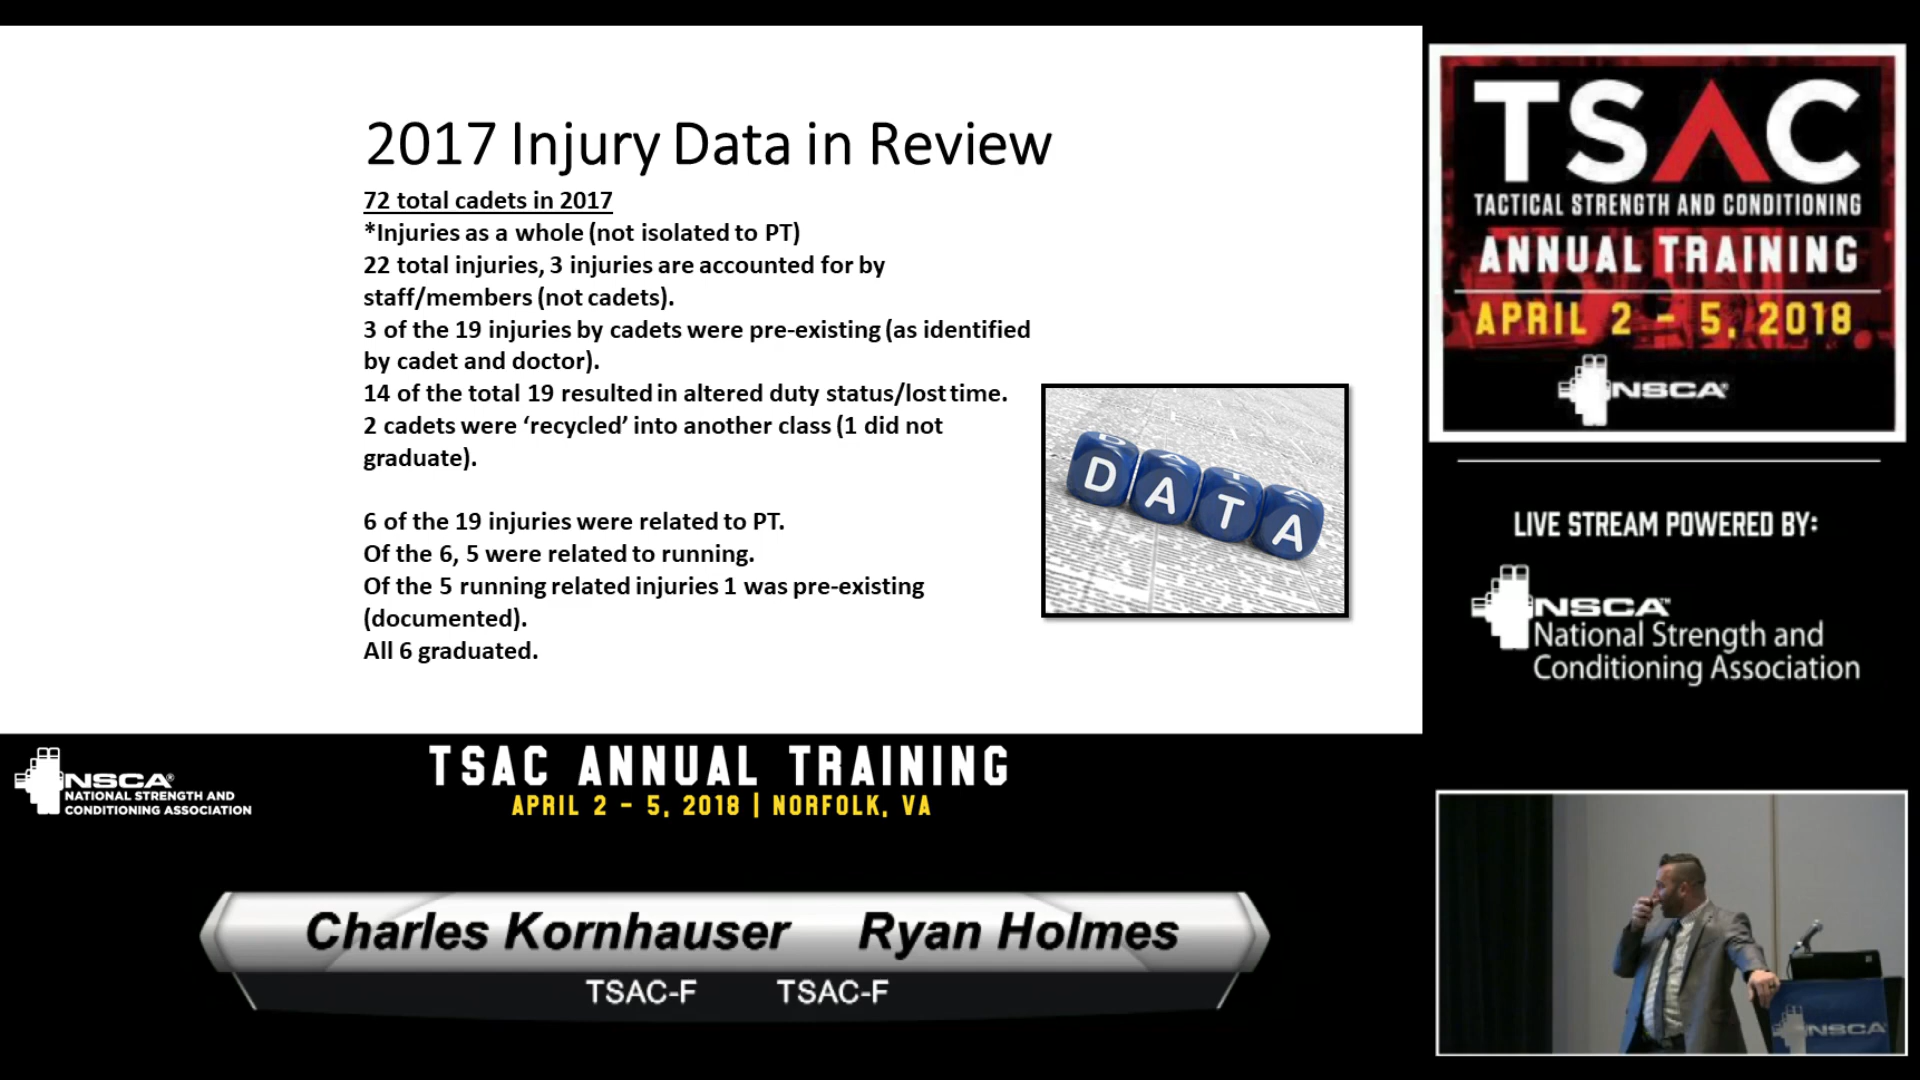 2017 Injury Data in Review
72 total cadets in 2017
*Injuries as a whole (not isolated to PT)
22 total injuries, 3 injuries are accounted for by
staff/members (not cadets).
3 of the 19 injuries by cadets were pre-existing (as identified
by cadet and doctor).
14 of the total 19 resulted in altered duty status/lost time.
2 cadets were ‘recycled’ into another class (1 did not
graduate).
6 of the 19 injuries were related to PT.
Of the 6, 5 were related to running.
Of the 5 running related injuries 1 was pre-existing
(documented).
All 6 graduated.
DATA
TSAC
TACTICAL STRENGTH AND CONDITIONING
ANNUAL TRAINING
APRIL 2 - 5, 2018
NSCA®
LIVE STREAM POWERED BY:
NSCA™
National Strength and
Conditioning Association
NSCA®
NATIONAL STRENGTH AND
CONDITIONING ASSOCIATION
TSAC ANNUAL TRAINING
APRIL 2 - 5, 2018 | NORFOLK, VA
Charles Kornhauser Ryan Holmes
TSAC-F TSAC-F
NSCA